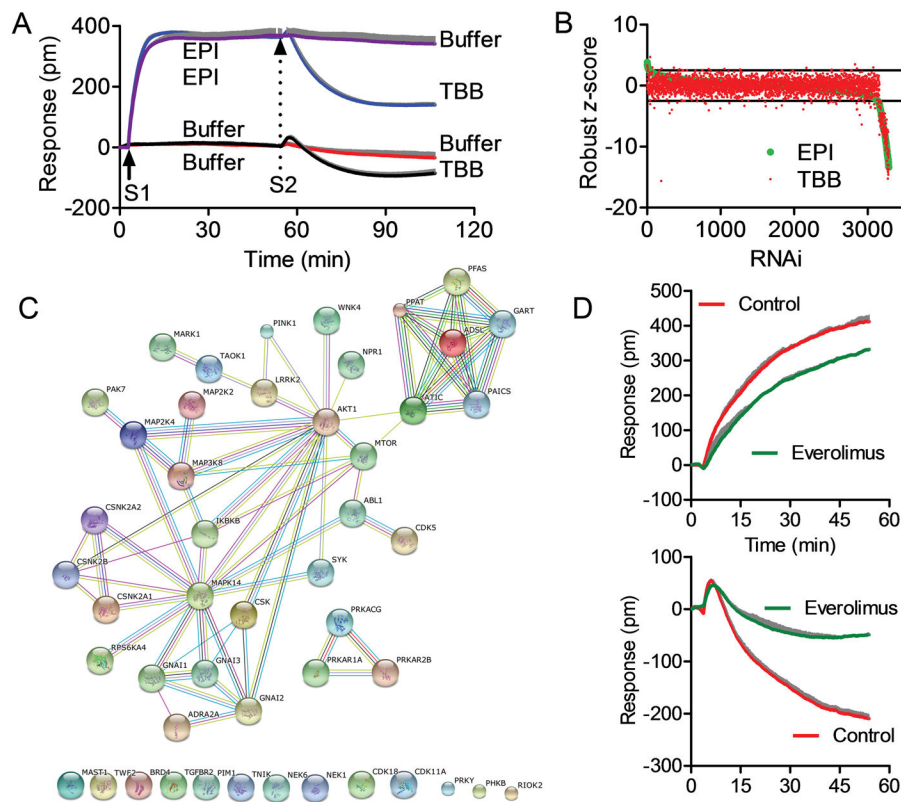 A
Response (pm)
400
200
0
-200
EPI
EPI
Buffer
TBB
Buffer
Buffer
Buffer
TBB
S1
S2
0 30 60 90 120
Time (min)
B
Robust z-score
10
0
-10
-20
EPI
TBB
0 1000 2000 3000
RNAi
C
PFAS
PPAT
GART
ADSL
WNK4
PINK1
MARK1
TAOK1
NPR1
LRRK2
PAICS
PAK7
MAP2K2
ATIC
AKT1
MAP2K4
MTOR
MAP3K8
CSNK2A2
ABL1
IKBKB
CDK5
CSNK2B
SYK
MAPK14
CSNK2A1
CSK
PRKACG
RPS6KA4
GNAI1
GNAI3
PRKAR1A
PRKAR2B
GNAI2
ADRA2A
MAST1 TWF2 BRD4 TGFBR2 PIM1 TNIK NEK6 NEK1 CDK18 CDK11A PRKY PHKB RIOK2
D
Response (pm)
500
400
300
200
100
0
-100
Control
Everolimus
0 15 30 45 60
Time (min)
Response (pm)
100
0
-100
-200
-300
Everolimus
Control
0 15 30 45 60